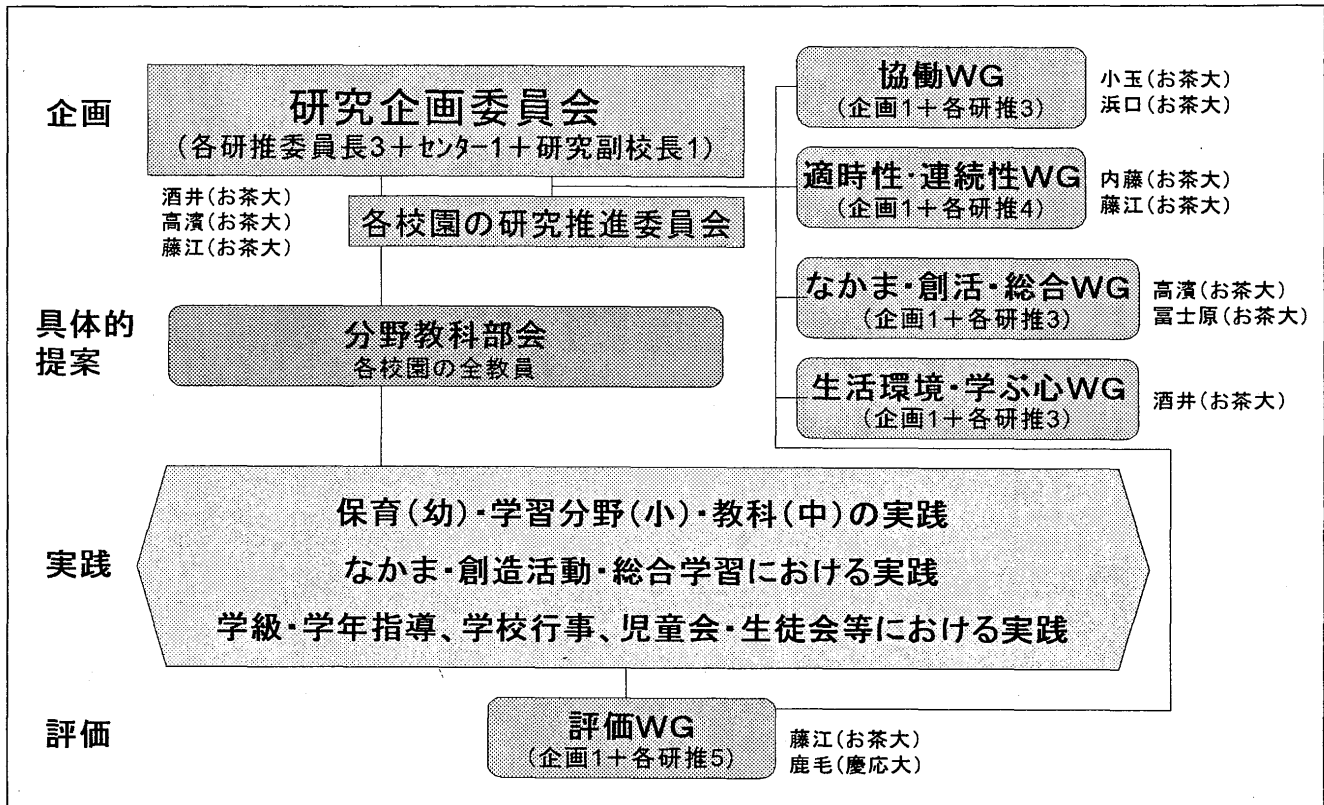 企画
研究企画委員会
(各研推委員長3+センター1+研究副校長1)
酒井(お茶大)
高濱(お茶大)
藤江(お茶大)
各校園の研究推進委員会
協働WG
(企画1+各研推3)
小玉(お茶大)
浜口(お茶大)
適時性・連続性WG
(企画1+各研推4)
内藤(お茶大)
藤江(お茶大)
なかま・創活・総合WG
(企画1+各研推3)
高濱(お茶大)
冨士原(お茶大)
生活環境・学ぶ心WG
(企画1+各研推3)
酒井(お茶大)
具体的
提案
分野教科部会
各校園の全教員
実践
保育(幼)・学習分野(小)・教科(中)の実践
なかま・創造活動・総合学習における実践
学級・学年指導、学校行事、児童会・生徒会等における実践
評価
評価WG
(企画1+各研推5)
藤江(お茶大)
鹿毛(慶応大)